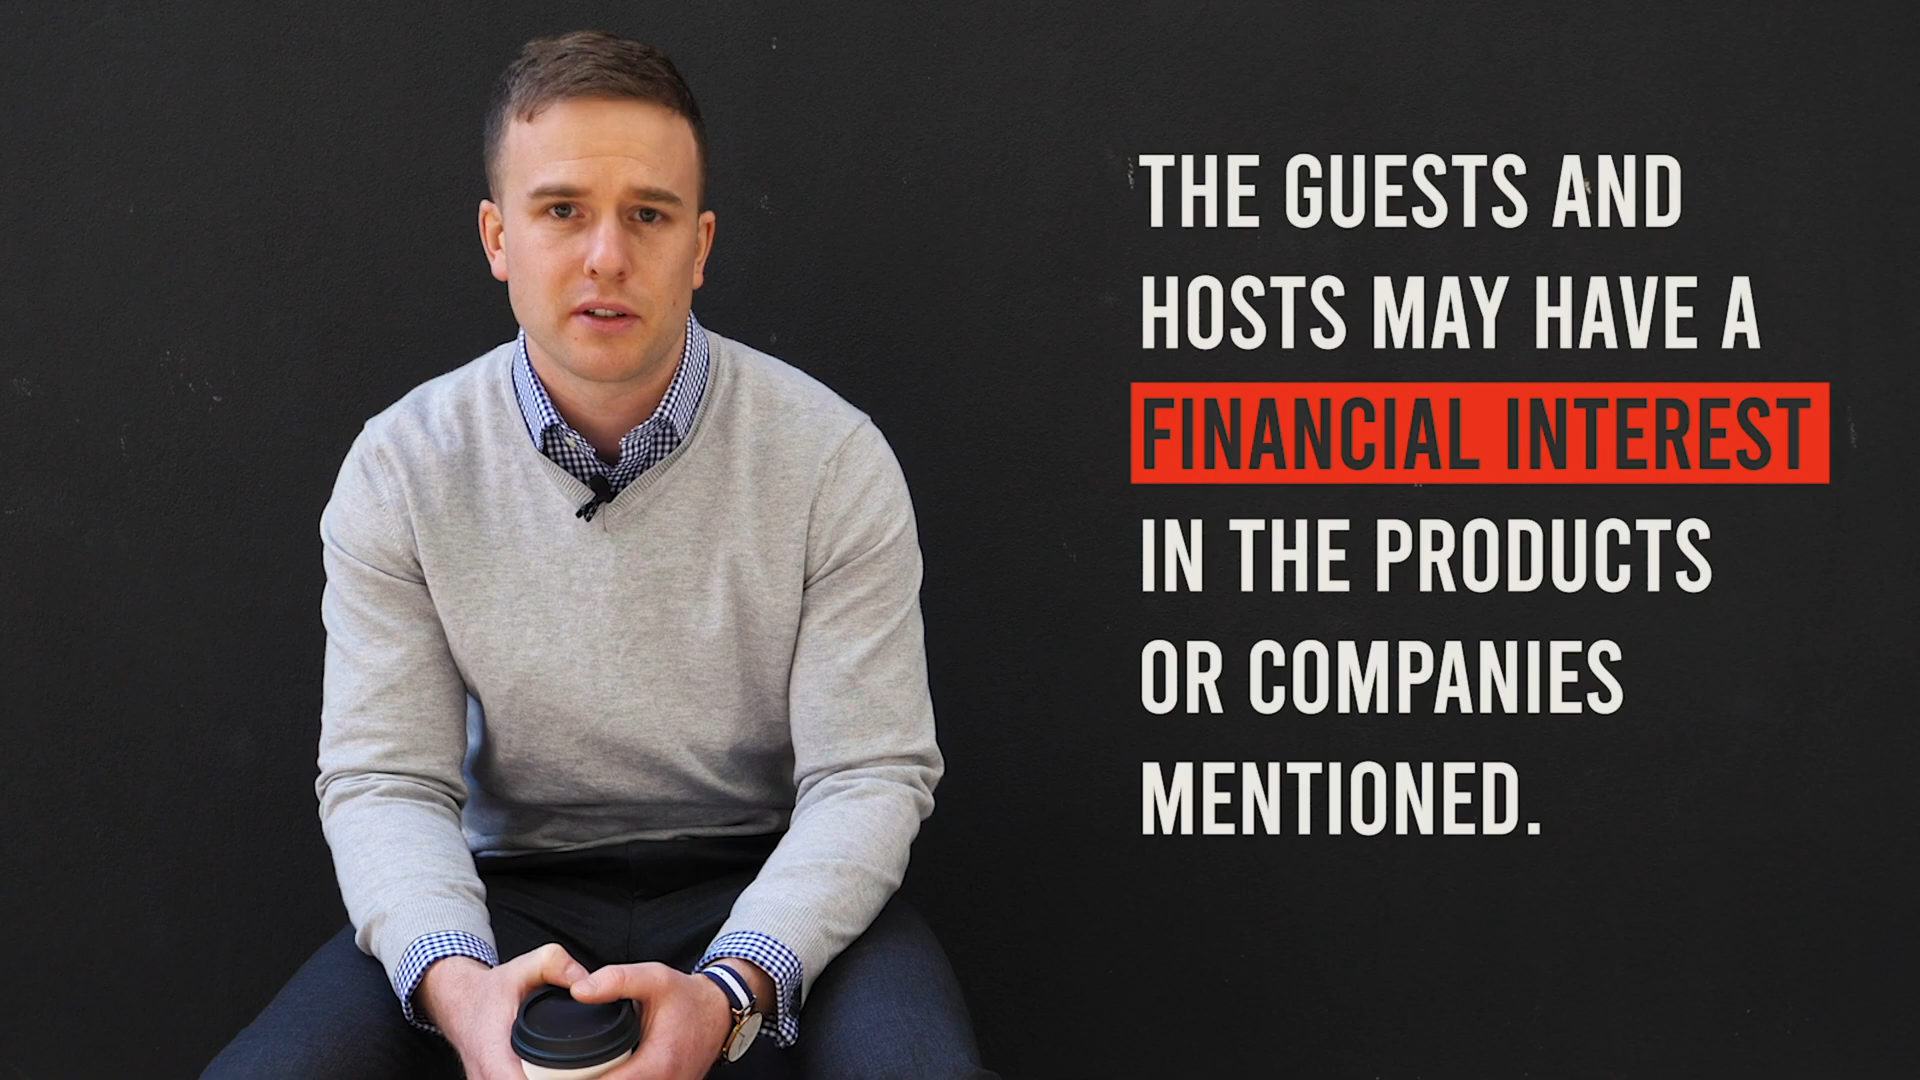 THE GUESTS AND
HOSTS MAY HAVE A
FINANCIAL INTEREST
IN THE PRODUCTS
OR COMPANIES
MENTIONED.